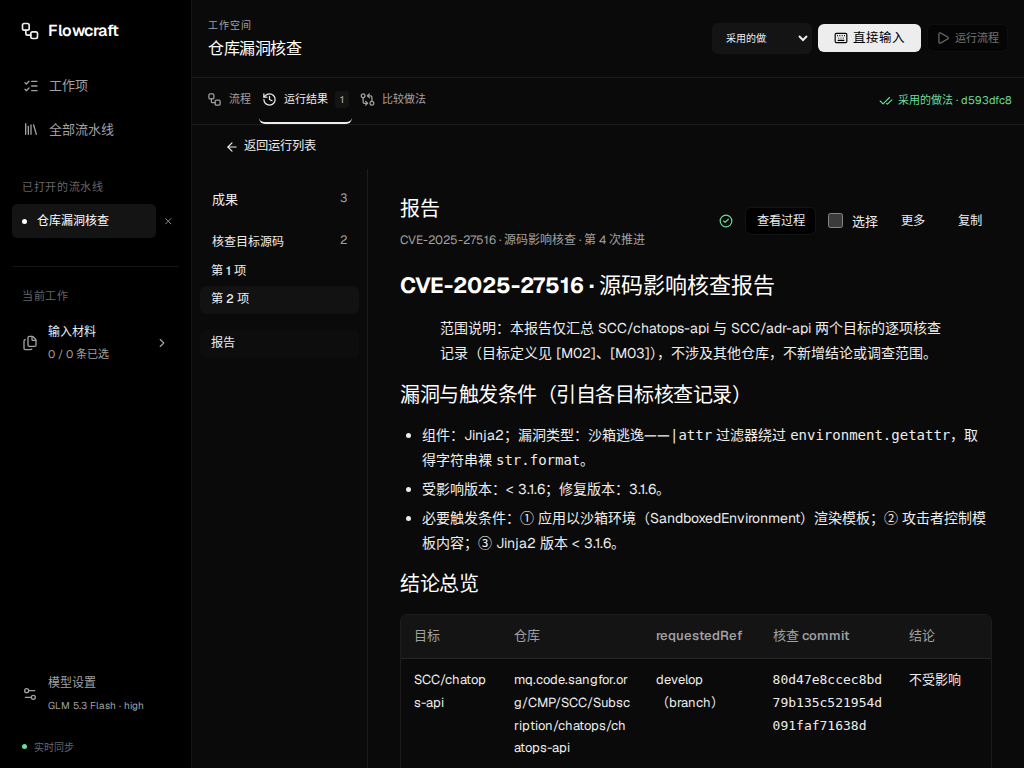 Flowcraft
工作项
全部流水线
已打开的流水线
仓库漏洞核查
当前工作
输入材料
0 / 0 条已选
模型设置
GLM 5.3 Flash · high
实时同步
工作空间
仓库漏洞核查
采用的做
直接输入
运行流程
流程
运行结果 1
比较做法
采用的做法 · d593dfc8
返回运行列表
成果 3
核查目标源码 2
第 1 项
第 2 项
报告
报告
CVE-2025-27516 · 源码影响核查 · 第 4 次推进
查看过程
选择
更多
复制
CVE-2025-27516 · 源码影响核查报告
范围说明：本报告仅汇总 SCC/chatops-api 与 SCC/adr-api 两个目标的逐项核查
记录（目标定义见 [M02]、[M03]），不涉及其他仓库，不新增结论或调查范围。
漏洞与触发条件（引自各目标核查记录）
组件：Jinja2；漏洞类型：沙箱逃逸——|attr 过滤器绕过 environment.getattr，取
得字符串裸 str.format。
受影响版本：< 3.1.6；修复版本：3.1.6。
必要触发条件：① 应用以沙箱环境（SandboxedEnvironment）渲染模板；② 攻击者控制模
板内容；③ Jinja2 版本 < 3.1.6。
结论总览
目标 仓库 requestedRef 核查 commit 结论
SCC/chatop mq.code.sangfor.or develop 80d47e8ccec8bd 不受影响
s-api g/CMP/SCC/Subsc （branch） 79b135c521954d
ription/chatops/ch 091faf71638d
atops-api